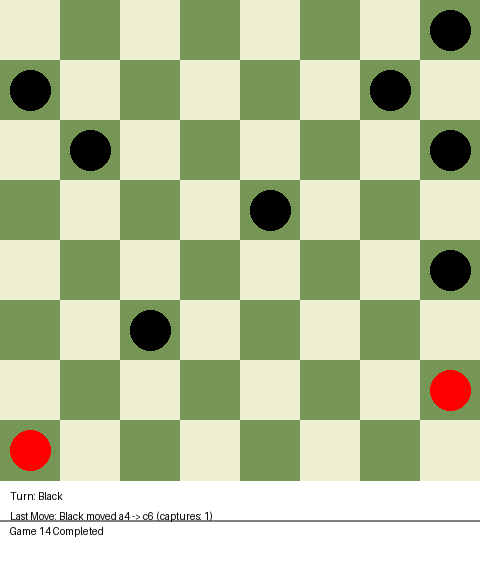 Turn: Black
Last Move: Black moved a4 -> c6 (captures: 1)
Game 14 Completed